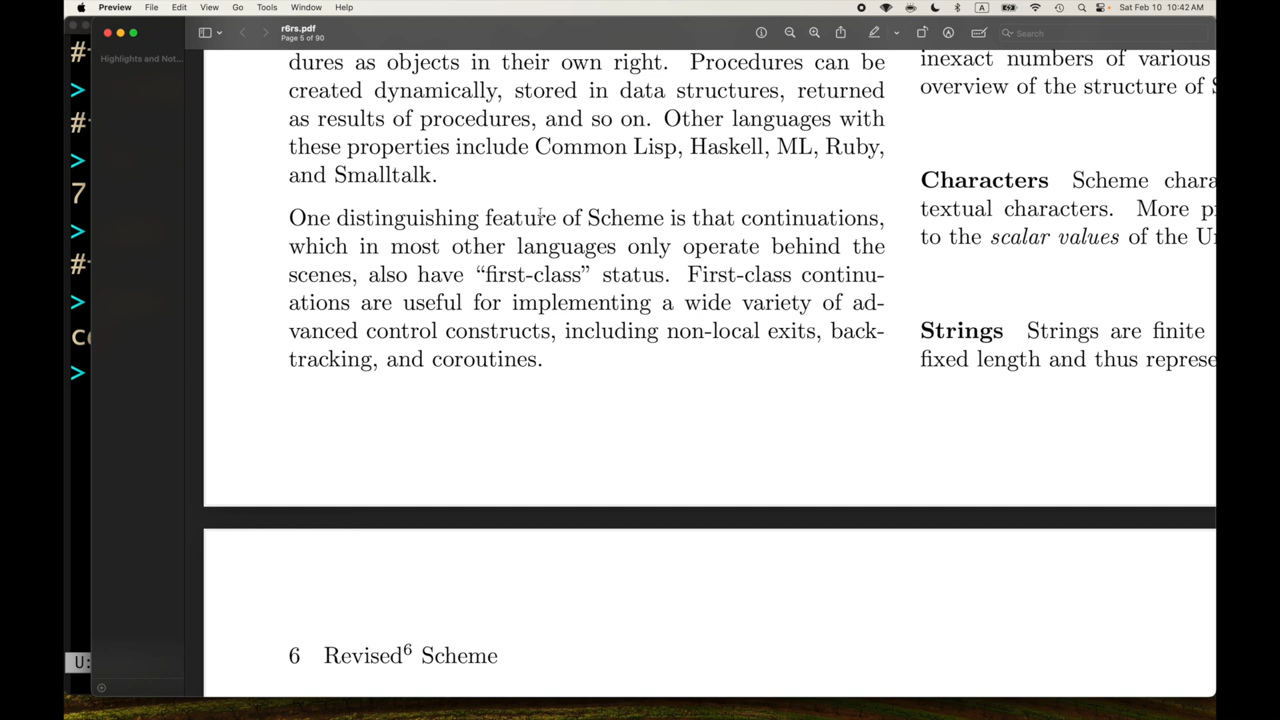 Preview File Edit View Go Tools Window Help
A
Sat Feb 10 10:42 AM
r6rs.pdf
Page 5 of 90
Search
Highlights and Not...
#
>
#
>
7
>
#
>
>
U:
dures as objects in their own right. Procedures can be
created dynamically, stored in data structures, returned
as results of procedures, and so on. Other languages with
these properties include Common Lisp, Haskell, ML, Ruby,
and Smalltalk.
One distinguishing feature of Scheme is that continuations,
which in most other languages only operate behind the
scenes, also have “first-class” status. First-class continu-
ations are useful for implementing a wide variety of ad-
vanced control constructs, including non-local exits, back-
tracking, and coroutines.
inexact numbers of various
overview of the structure of
Characters Scheme chara
textual characters. More
to the scalar values of the
Strings Strings are finite
fixed length and thus represe
6 Revised⁶ Scheme